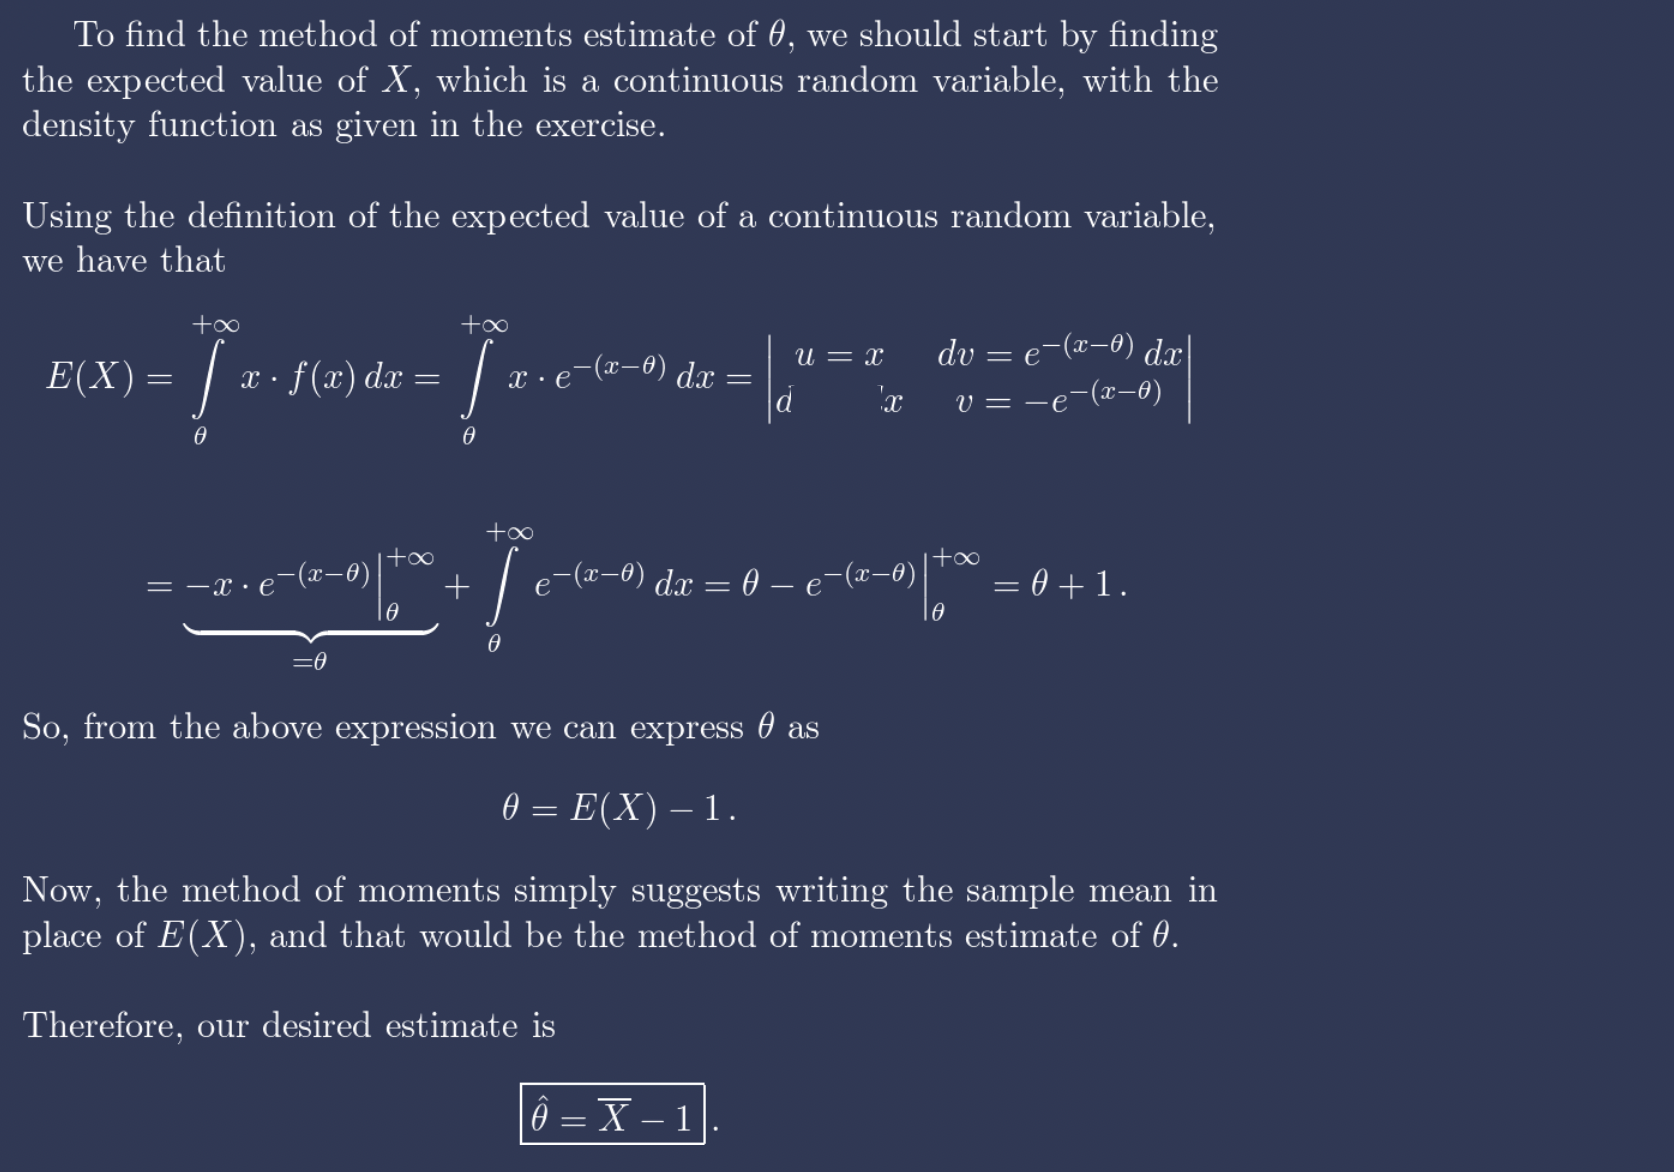 To find the method of moments estimate of θ, we should start by finding
the expected value of X, which is a continuous random variable, with the
density function as given in the exercise.
Using the definition of the expected value of a continuous random variable,
we have that
E(X) = ∫_θ^{+∞} x · f(x) dx = ∫_θ^{+∞} x · e^{−(x−θ)} dx = | u = x dv = e^{−(x−θ)} dx |
| d x v = −e^{−(x−θ)} |
= −x · e^{−(x−θ)} |_θ^{+∞} + ∫_θ^{+∞} e^{−(x−θ)} dx = θ − e^{−(x−θ)} |_θ^{+∞} = θ + 1 .
=θ
So, from the above expression we can express θ as
θ = E(X) − 1 .
Now, the method of moments simply suggests writing the sample mean in
place of E(X), and that would be the method of moments estimate of θ.
Therefore, our desired estimate is
θ̂ = X̅ − 1 .